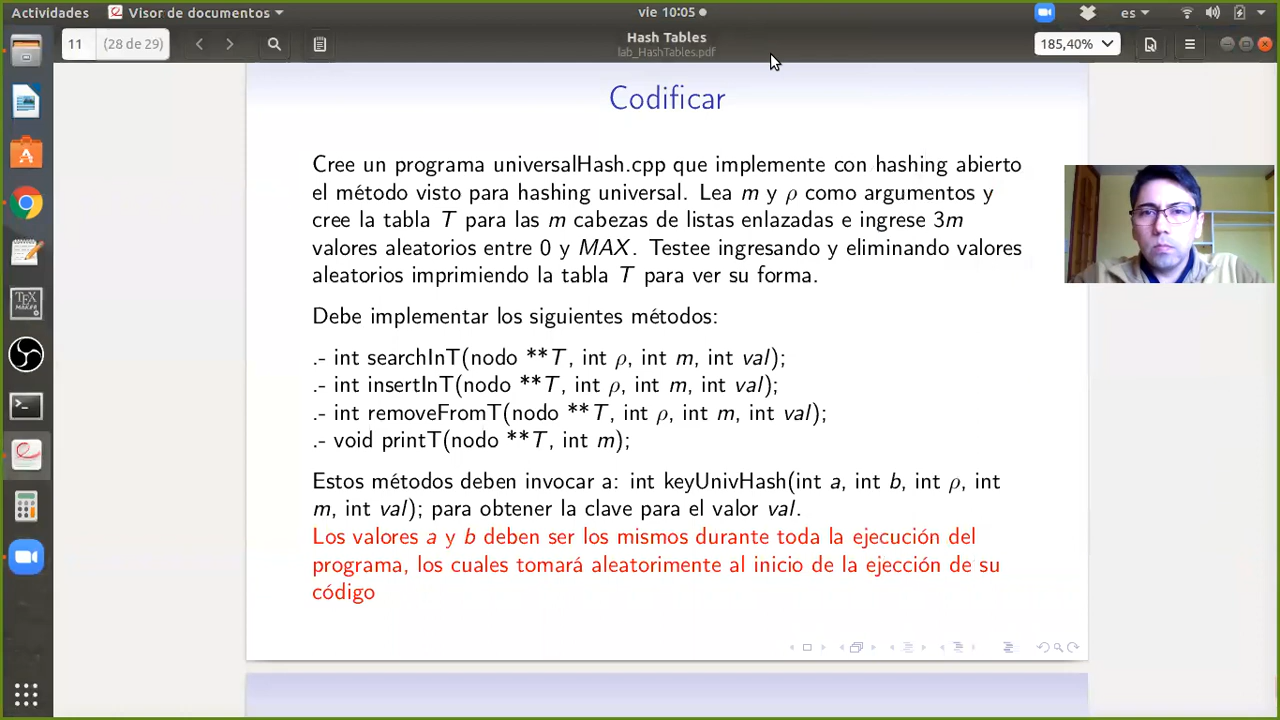 Actividades
Visor de documentos
vie 10:05
es
11
(28 de 29)
Hash Tables
lab_HashTables.pdf
185,40%
Codificar
Cree un programa universalHash.cpp que implemente con hashing abierto
el método visto para hashing universal. Lea m y ρ como argumentos y
cree la tabla T para las m cabezas de listas enlazadas e ingrese 3m
valores aleatorios entre 0 y MAX. Testee ingresando y eliminando valores
aleatorios imprimiendo la tabla T para ver su forma.
Debe implementar los siguientes métodos:
.- int searchInT(nodo **T, int ρ, int m, int val);
.- int insertInT(nodo **T, int ρ, int m, int val);
.- int removeFromT(nodo **T, int ρ, int m, int val);
.- void printT(nodo **T, int m);
Estos métodos deben invocar a: int keyUnivHash(int a, int b, int ρ, int
m, int val); para obtener la clave para el valor val.
Los valores a y b deben ser los mismos durante toda la ejecución del
programa, los cuales tomará aleatorimente al inicio de la ejección de su
código